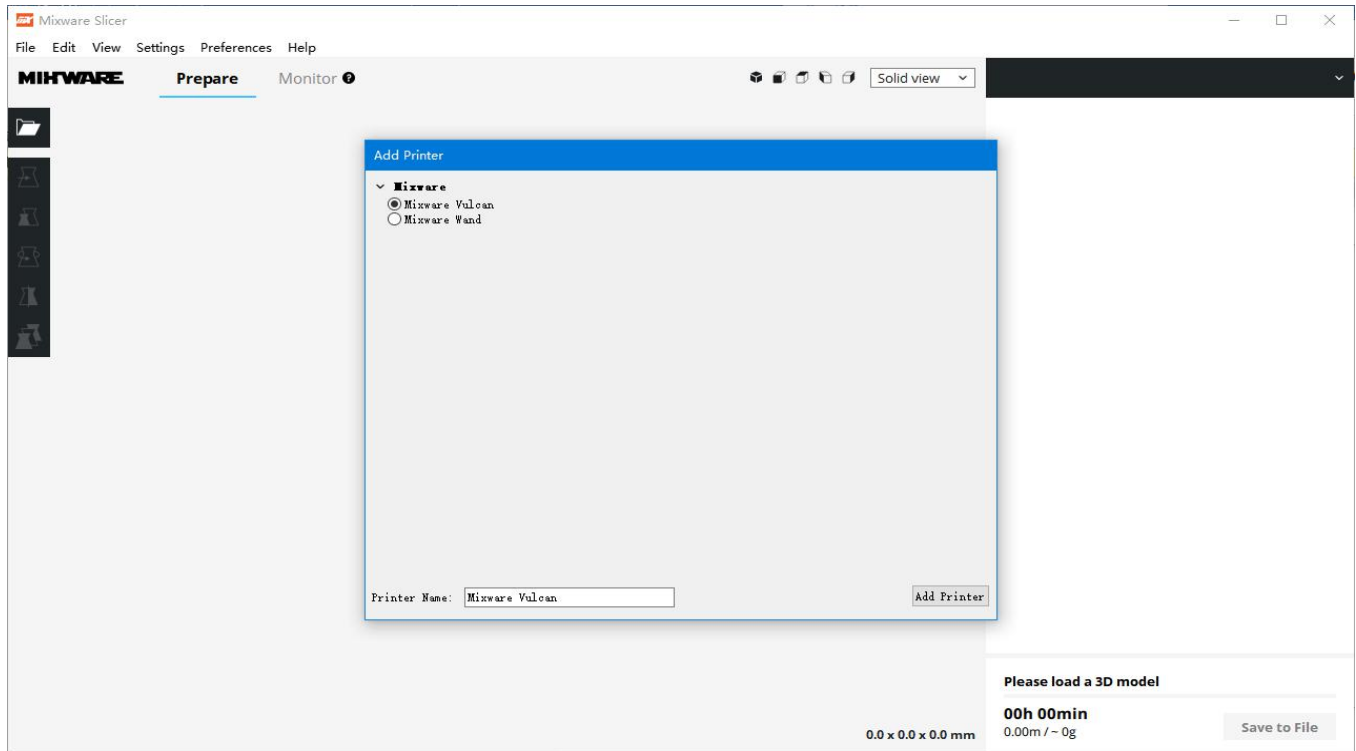 Mixware Slicer
File Edit View Settings Preferences Help
MIXWARE Prepare Monitor ? Solid view
Add Printer
Mixware
Mixware Vulcan
Mixware Wand
Printer Name: Mixware Vulcan Add Printer
Please load a 3D model
00h 00min
0.00m / ~ 0g
Save to File
0.0 x 0.0 x 0.0 mm